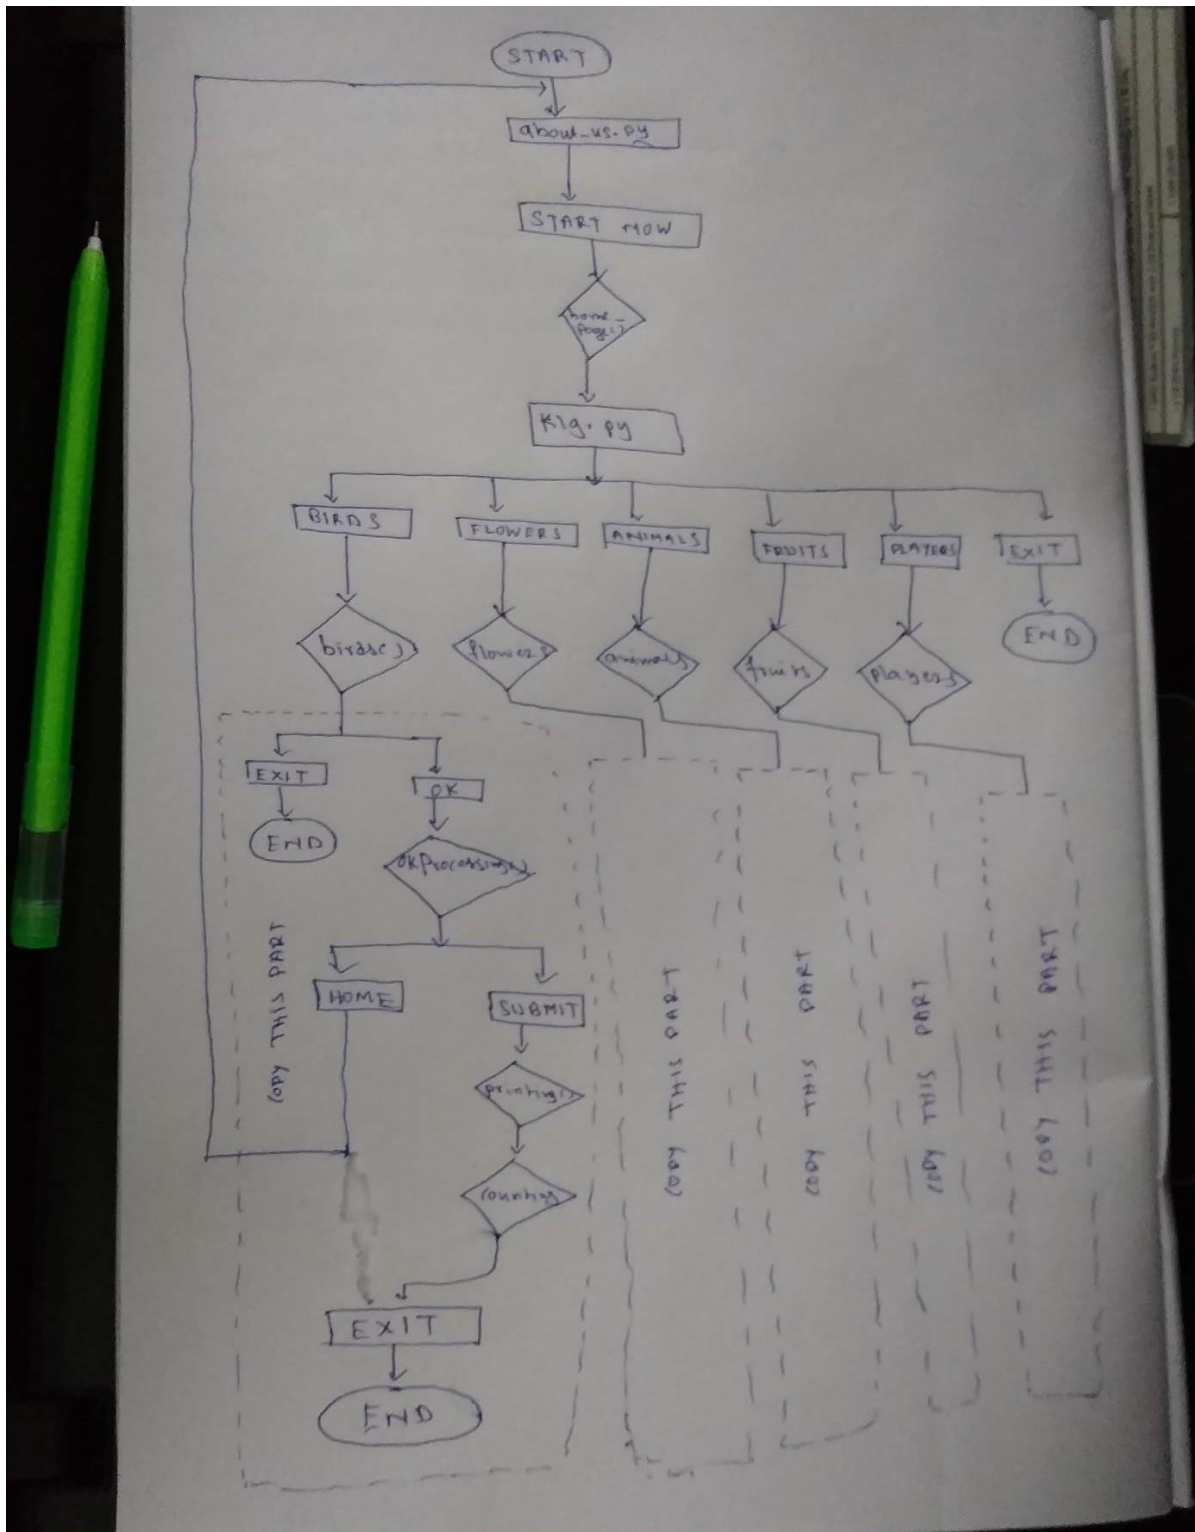 START
about_us.py
START NOW
home_
page()
Klg.py
BIRDS
FLOWERS
ANIMALS
FRUITS
PLAYERS
EXIT
birds()
flowers
animals
fruits
players
END
EXIT
OK
END
okProcessing()
HOME
SUBMIT
printing()
counting
EXIT
END
COPY THIS PART
COPY THIS PART
COPY THIS PART
COPY THIS PART
COPY THIS PART